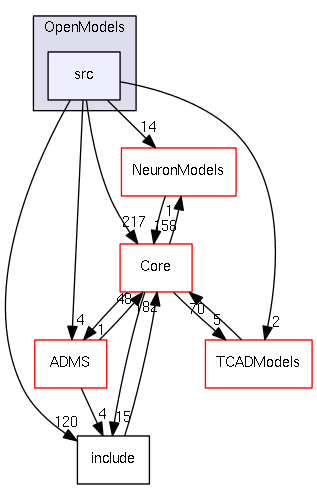 OpenModels
src
14
NeuronModels
217
1
158
Core
48
182
70
4
1
5
2
ADMS
TCADModels
120
4
15
include